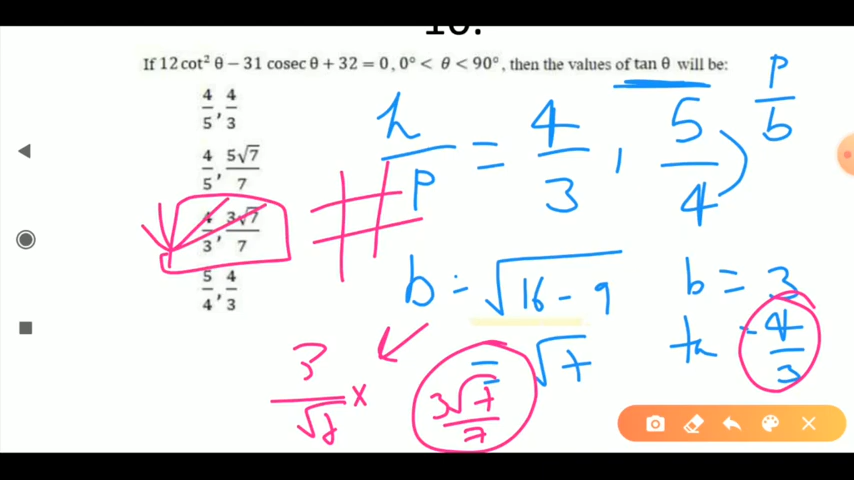 10.
If 12 cot² θ − 31 cosec θ + 32 = 0, 0° < θ < 90°, then the values of tan θ will be:
4/5, 4/3
4/5, 5√7/7
4/3, 3√7/7
5/4, 4/3
h/p = 4/3, 5/4
p/b
b = √16 - 9
= √7
b = 3
ta = 4/3
3/√7 ×
3√7/7